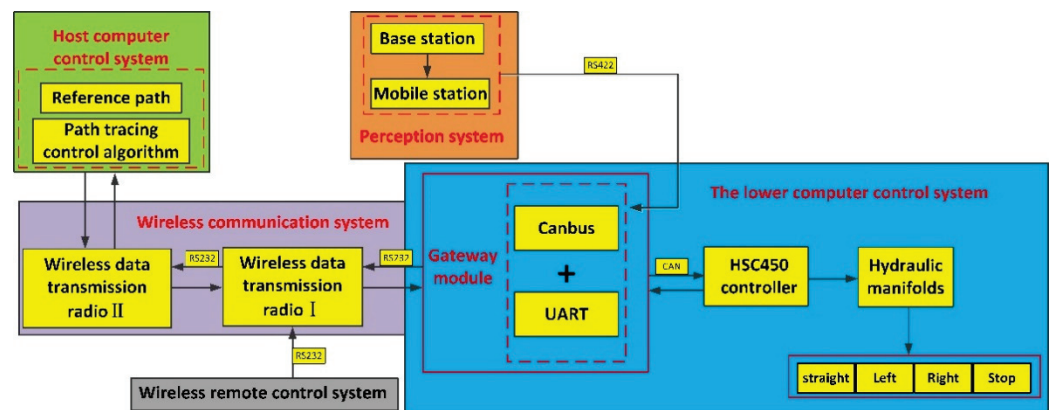 Host computer
control system
Reference path
Path tracing
control algorithm
Base station
Mobile station
Perception system
RS422
The lower computer control system
Wireless communication system
Wireless data
transmission
radio II
RS232
Wireless data
transmission
radio I
RS232
RS232
Wireless remote control system
Gateway
module
Canbus
+
UART
CAN
HSC450
controller
Hydraulic
manifolds
straight
Left
Right
Stop